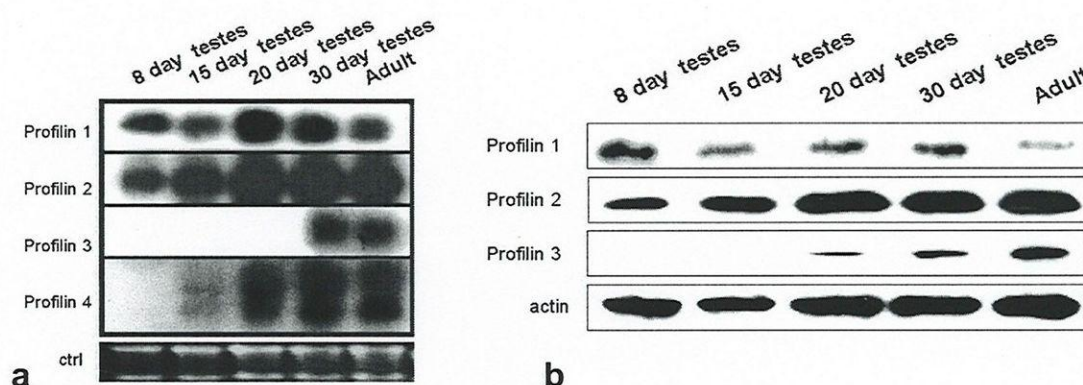 8 day testes
15 day testes
20 day testes
30 day testes
Adult
Profilin 1
Profilin 2
Profilin 3
Profilin 4
ctrl
a
8 day testes
15 day testes
20 day testes
30 day testes
Adult
Profilin 1
Profilin 2
Profilin 3
actin
b